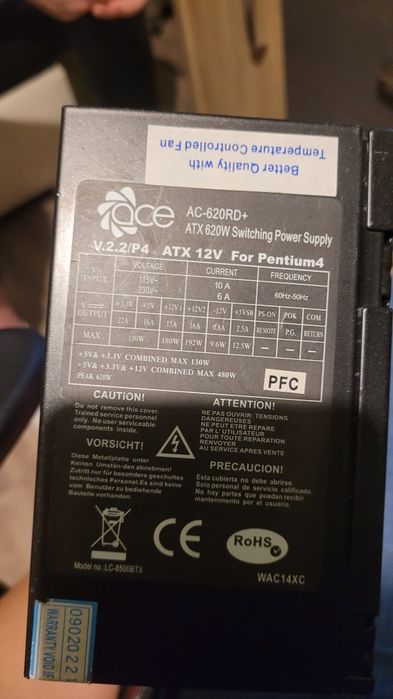 Better Quality with
Temperature Controlled Fan
ace
AC-620RD+
ATX 620W Switching Power Supply
V.2.2/P4 ATX 12V For Pentium4
V~ INPUT VOLTAGE CURRENT FREQUENCY
115V~ 10 A 60Hz-50Hz
230V~ 6 A
V OUTPUT +3.3V +5V +12V1 +12V2 -12V +5VSB PS-ON POK COM
22A 16A 15A 16A 0.8A 2.5A REMOTE P.G. RETURN
MAX 130W 180W 192W 9.6W 12.5W — — —
+5V& +3.3V COMBINED MAX 130W
+5V& +3.3V& +12V COMBINED MAX 480W
PEAK 620W
PFC
CAUTION!
Do not remove this cover.
Trained service personnel
only. No user serviceable
components inside.
ATTENTION!
NE PAS OUVRIR: TENSIONS
DANGEREUSES
NE PEUT ÊTRE REPARE
PAR L' UTILISATEUR
POUR TOUTE REPARATION
RENVOYER
AU SERVICE APRES VENTE
VORSICHT!
Diese Metallplatte unter
Keinen Umstän-den abnehmen!
Zutritt nur für besonders geschultes
technisches Personel Es sind keine
vom Benutzer zu bediehende
Bautelle vorhanden.
PRECAUCION!
Esta cubierta no debe abrirse.
Solo personal de servicio calificado.
No hay partes que puedan recibir
mantenimiento por el usuario.
CE
RoHS
Model no.:LC-8500BTX
WAC14XC
09020221
WARRANTY VOID IF